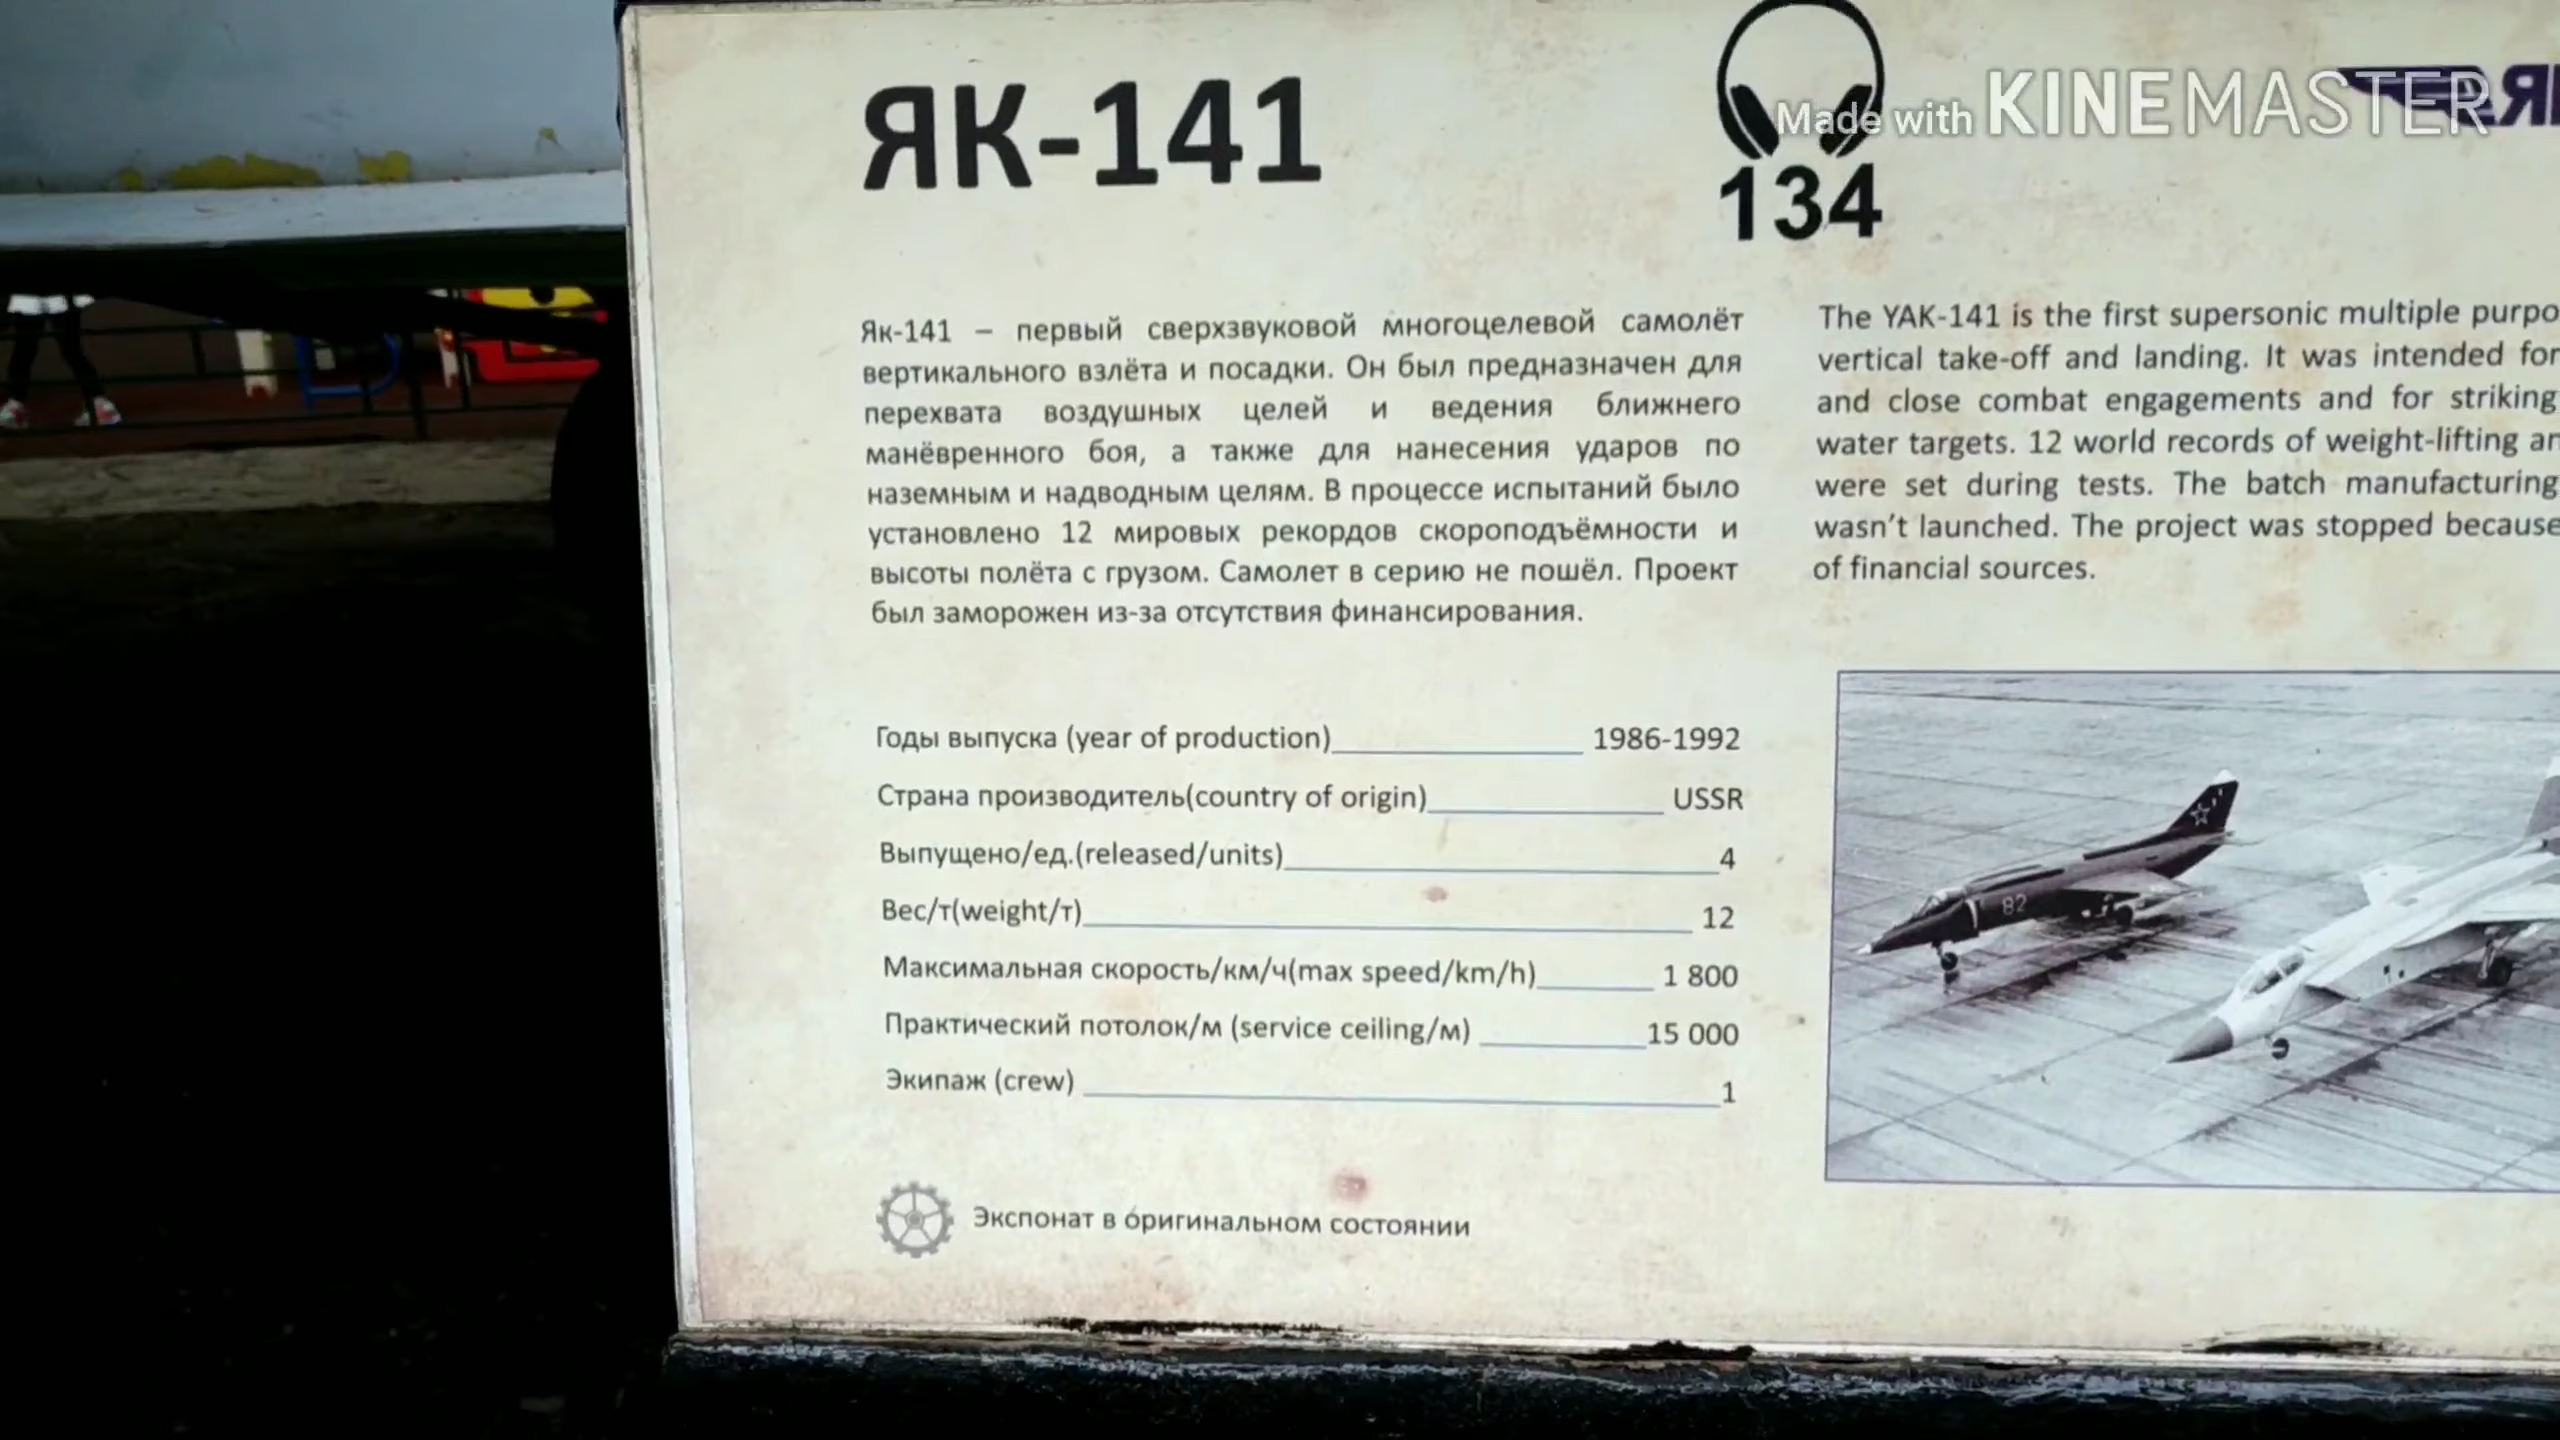 ЯК-141
134
Made with KINEMASTER
Як-141 – первый сверхзвуковой многоцелевой самолёт
вертикального взлёта и посадки. Он был предназначен для
перехвата воздушных целей и ведения ближнего
манёвренного боя, а также для нанесения ударов по
наземным и надводным целям. В процессе испытаний было
установлено 12 мировых рекордов скороподъёмности и
высоты полёта с грузом. Самолет в серию не пошёл. Проект
был заморожен из-за отсутствия финансирования.
The YAK-141 is the first supersonic multiple
vertical take-off and landing. It was intended for
and close combat engagements and for striking
water targets. 12 world records of weight-lifting
were set during tests. The batch manufacturing
wasn't launched. The project was stopped because
of financial sources.
Годы выпуска (year of production) 1986-1992
Страна производитель(country of origin) USSR
Выпущено/ед.(released/units) 4
Вес/т(weight/т) 12
Максимальная скорость/км/ч(max speed/km/h) 1 800
Практический потолок/м (service ceiling/м) 15 000
Экипаж (crew) 1
82
Экспонат в оригинальном состоянии